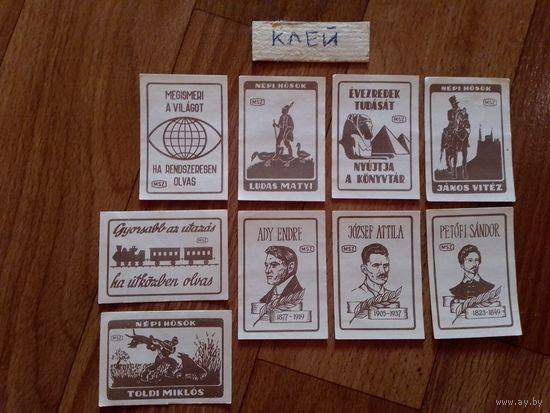 КЛЕЙ
MEGISMERI
A VILÁGOT
HA RENDSZERESEN
MSZ OLVAS
NÉPI HŐSÖK
MSZ
LUDAS MATYI
ÉVEZREDEK
TUDÁSÁT
MSZ
NYÚJTJA
A KÖNYVTÁR
NÉPI HŐSÖK
MSZ
JÁNOS VITÉZ
Gyorsabb az utazás
MSZ
ha útközben olvas
ADY ENDRE
MSZ
1877-1919
JÓZSEF ATTILA
MSZ
1905-1937
PETŐFI SÁNDOR
MSZ
1823-1849
NÉPI HŐSÖK
MSZ
TOLDI MIKLÓS
www.ay.by